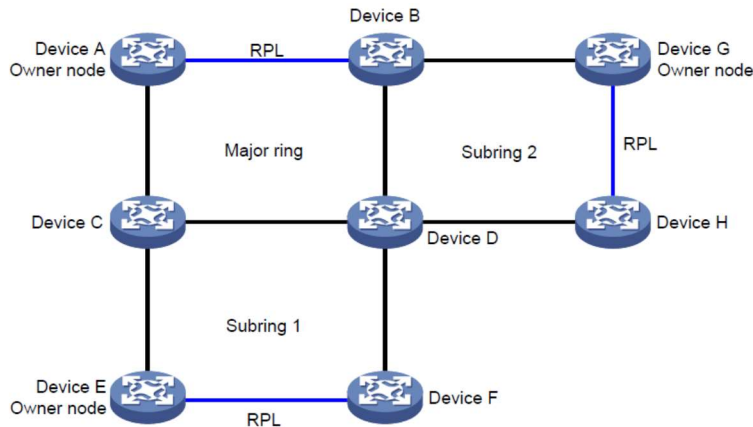 Device B
Device A
Owner node
RPL
Device G
Owner node
Major ring
Subring 2
RPL
Device C
Device D
Device H
Subring 1
Device E
Owner node
RPL
Device F